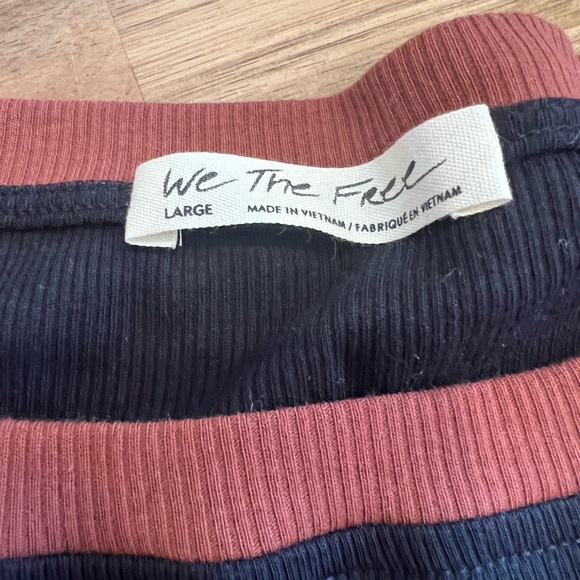 We The Free
LARGE MADE IN VIETNAM / FABRIQUÉ EN VIETNAM